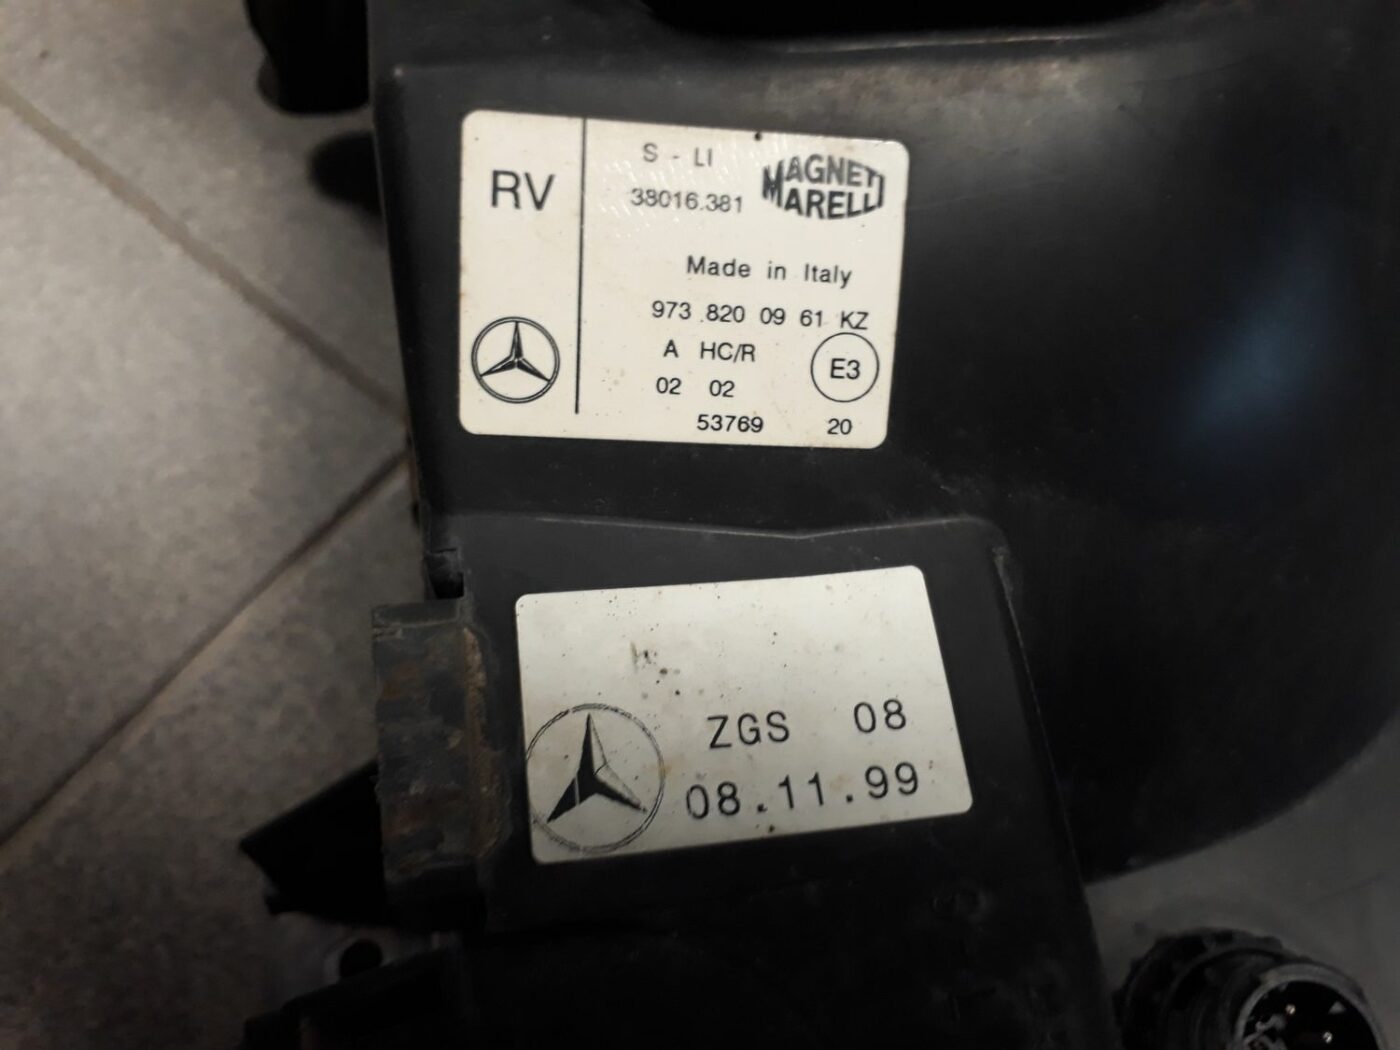 RV
S - LI
38016.381
MAGNETI
MARELLI
Made in Italy
973 820 09 61 KZ
A HC/R
02 02
E3
53769
20
ZGS 08
08.11.99